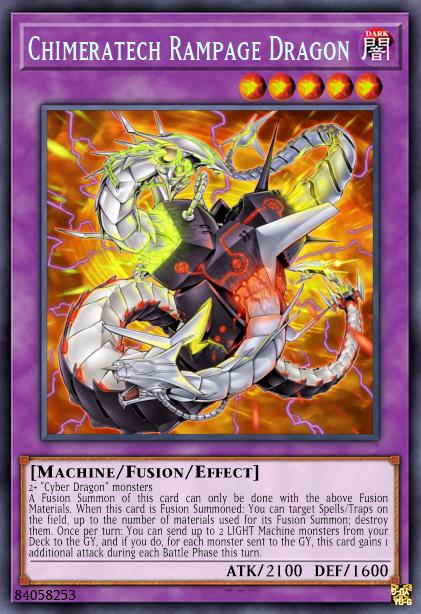 CHIMERATECH RAMPAGE DRAGON
DARK
闇
[MACHINE/FUSION/EFFECT]
2+ "Cyber Dragon" monsters
A Fusion Summon of this card can only be done with the above Fusion
Materials. When this card is Fusion Summoned: You can target Spells/Traps on
the field, up to the number of materials used for its Fusion Summon; destroy
them. Once per turn: You can send up to 2 LIGHT Machine monsters from your
Deck to the GY, and if you do, for each monster sent to the GY, this card gains 1
additional attack during each Battle Phase this turn.
ATK/2100 DEF/1600
84058253